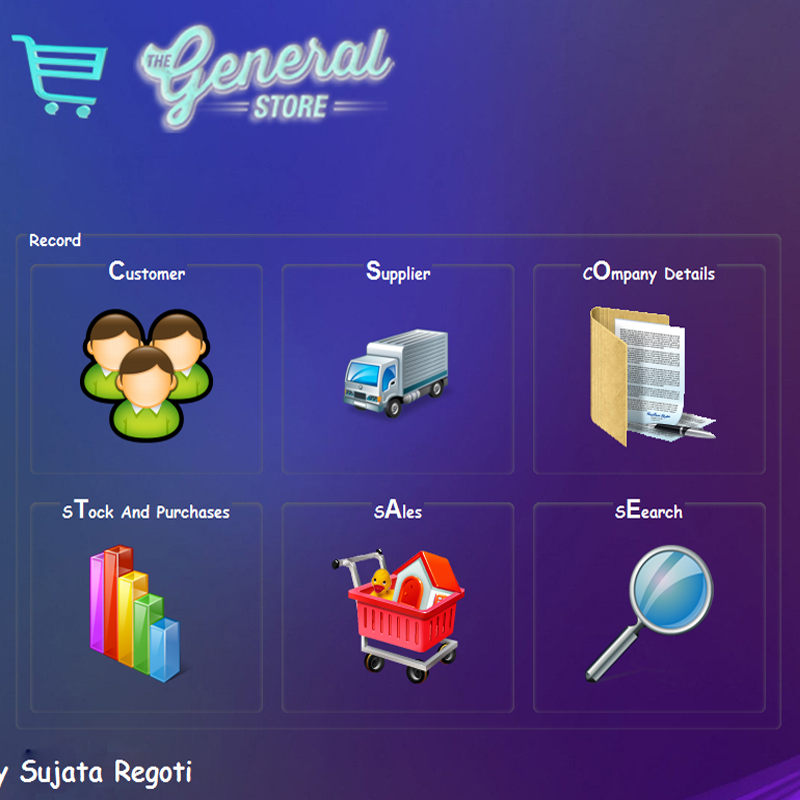 THE General
STORE
Record
Customer
Supplier
COmpany Details
STock And Purchases
SAles
SEearch
y Sujata Regoti